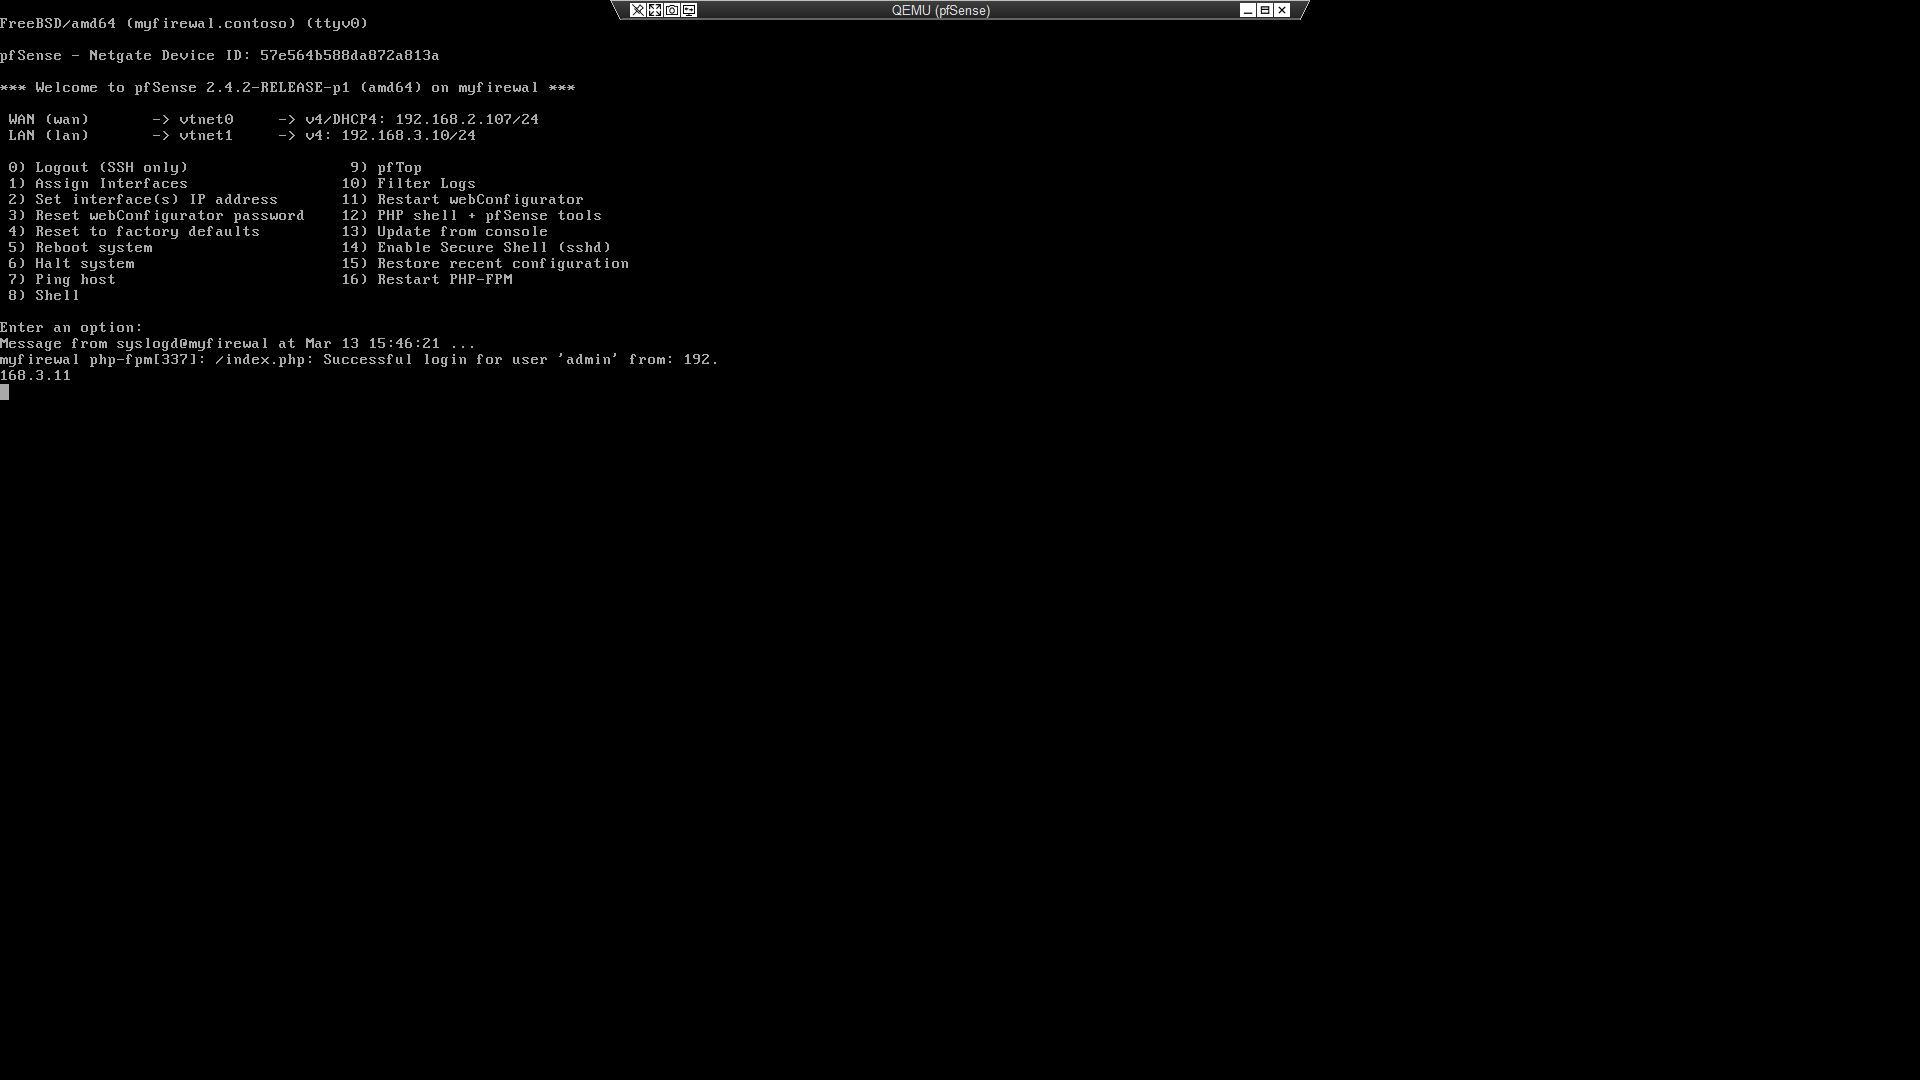 QEMU (pfSense)
FreeBSD/amd64 (myfirewal.contoso) (ttyv0)
pfSense - Netgate Device ID: 57e564b588da872a813a
*** Welcome to pfSense 2.4.2-RELEASE-p1 (amd64) on myfirewal ***
WAN (wan) -> vtnet0 -> v4/DHCP4: 192.168.2.107/24
LAN (lan) -> vtnet1 -> v4: 192.168.3.10/24
0) Logout (SSH only) 9) pfTop
1) Assign Interfaces 10) Filter Logs
2) Set interface(s) IP address 11) Restart webConfigurator
3) Reset webConfigurator password 12) PHP shell + pfSense tools
4) Reset to factory defaults 13) Update from console
5) Reboot system 14) Enable Secure Shell (sshd)
6) Halt system 15) Restore recent configuration
7) Ping host 16) Restart PHP-FPM
8) Shell
Enter an option:
Message from syslogd@myfirewal at Mar 13 15:46:21 ...
myfirewal php-fpm[337]: /index.php: Successful login for user 'admin' from: 192.
168.3.11